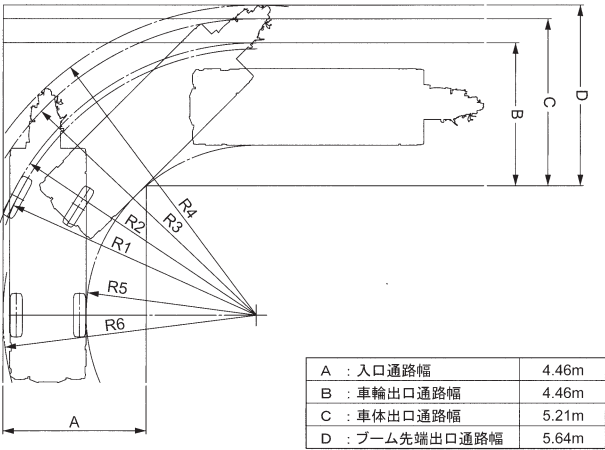 D
C
B
R4
R3
R2
R1
R5
R6
A
A : 入口通路幅 4.46m
B : 車輪出口通路幅 4.46m
C : 車体出口通路幅 5.21m
D : ブーム先端出口通路幅 5.64m